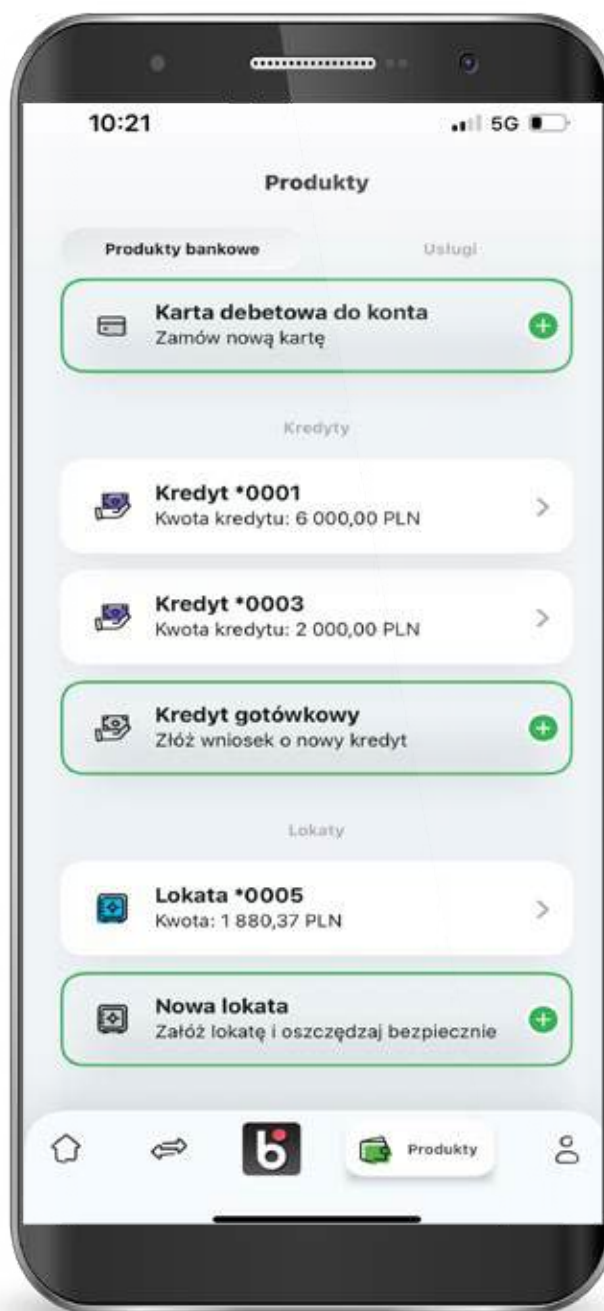 10:21
5G
Produkty
Produkty bankowe
Usługi
Karta debetowa do konta
Zamów nową kartę
Kredyty
Kredyt *0001
Kwota kredytu: 6 000,00 PLN
Kredyt *0003
Kwota kredytu: 2 000,00 PLN
Kredyt gotówkowy
Złóż wniosek o nowy kredyt
Lokaty
Lokata *0005
Kwota: 1 880,37 PLN
Nowa lokata
Załóż lokatę i oszczędzaj bezpiecznie
b
Produkty